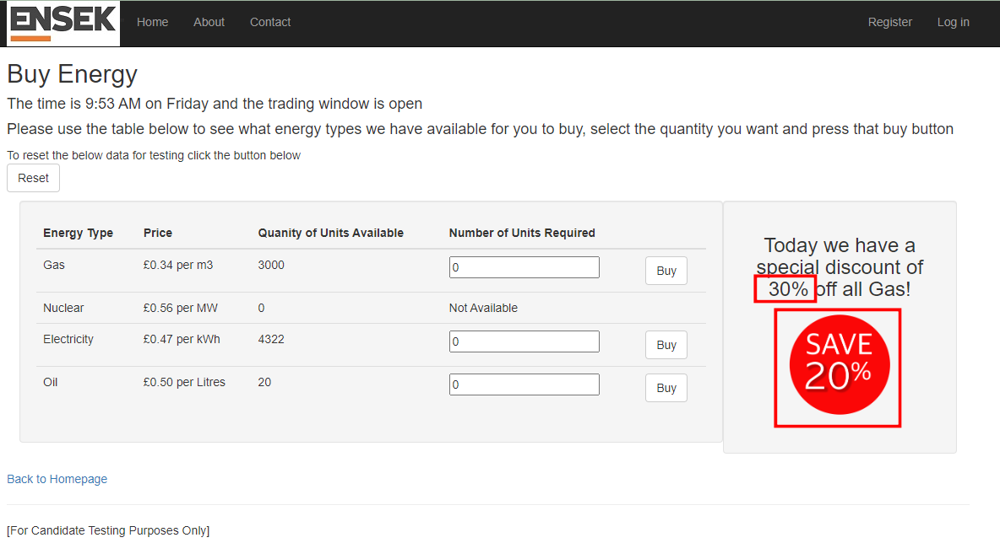 ENSEK Home About Contact Register Log in
Buy Energy
The time is 9:53 AM on Friday and the trading window is open
Please use the table below to see what energy types we have available for you to buy, select the quantity you want and press that buy button
To reset the below data for testing click the button below
Reset
Energy Type Price Quanity of Units Available Number of Units Required
Gas £0.34 per m3 3000 0 Buy
Nuclear £0.56 per MW 0 Not Available
Electricity £0.47 per kWh 4322 0 Buy
Oil £0.50 per Litres 20 0 Buy
Today we have a
special discount of
30% off all Gas!
SAVE
20%
Back to Homepage
[For Candidate Testing Purposes Only]